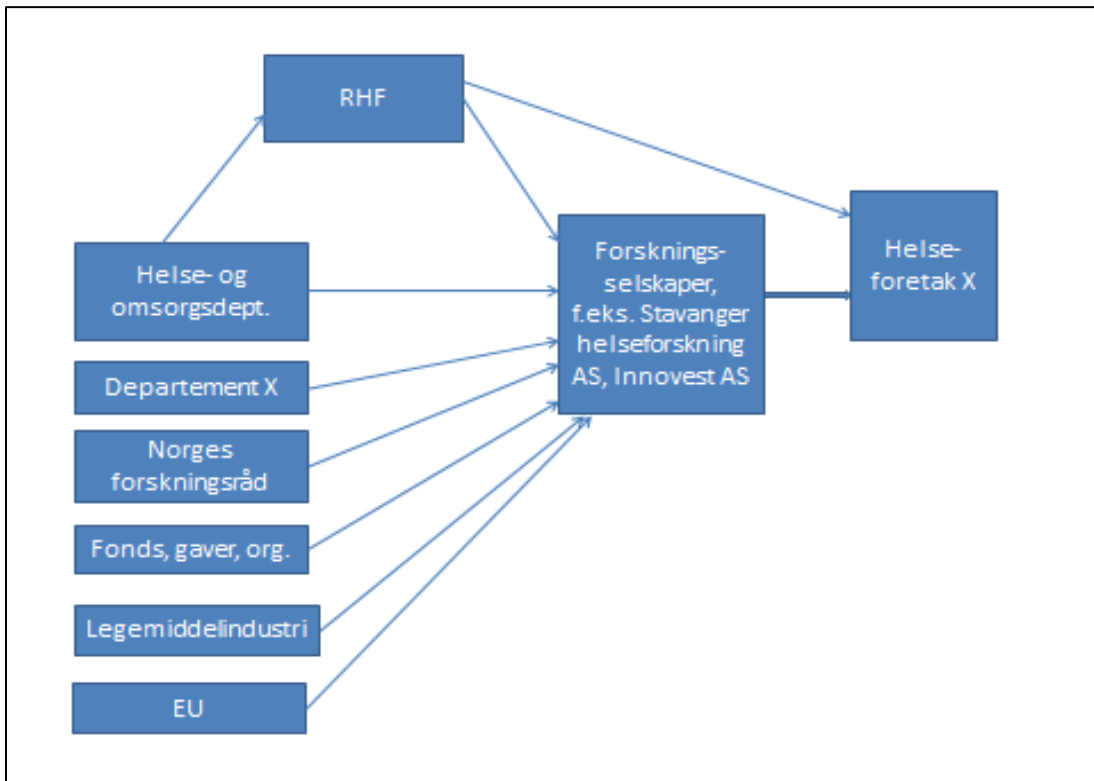 RHF
Helse- og
omsorgsdept.
Departement X
Norges
forskningsråd
Fonds, gaver, org.
Legemiddelindustri
EU
Forsknings-
selskaper,
f.eks. Stavanger
helseforskning
AS, Innovest AS
Helse-
foretak X